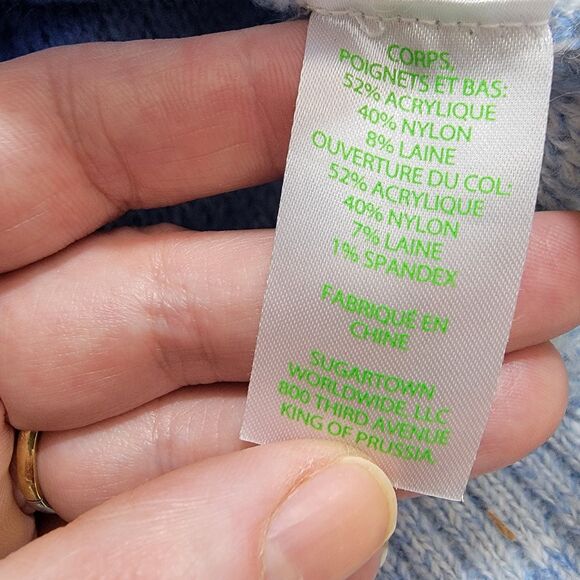 CORPS,
POIGNETS ET BAS:
52% ACRYLIQUE
40% NYLON
8% LAINE
OUVERTURE DU COL:
52% ACRYLIQUE
40% NYLON
7% LAINE
1% SPANDEX
FABRIQUÉ EN
CHINE
SUGARTOWN
WORLDWIDE, LLC
800 THIRD AVENUE
KING OF PRUSSIA,